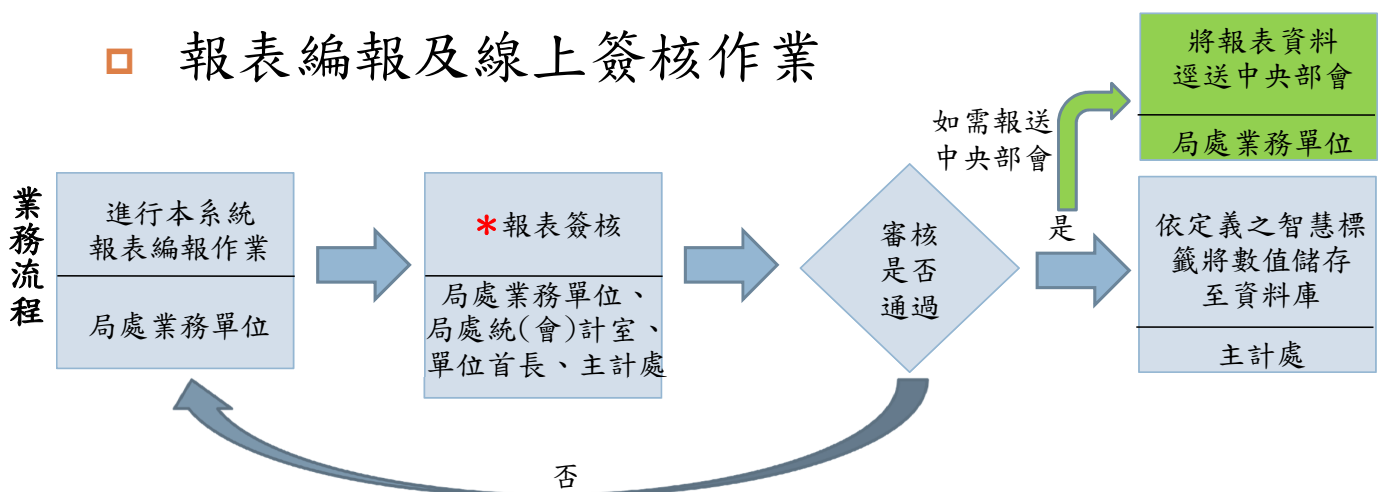 報表編報及線上簽核作業
業務流程
進行本系統
報表編報作業
局處業務單位
*報表簽核
局處業務單位、
局處統(會)計室、
單位首長、主計處
審核
是否
通過
如需報送
中央部會
是
將報表資料
逕送中央部會
局處業務單位
依定義之智慧標
籤將數值儲存
至資料庫
主計處
否